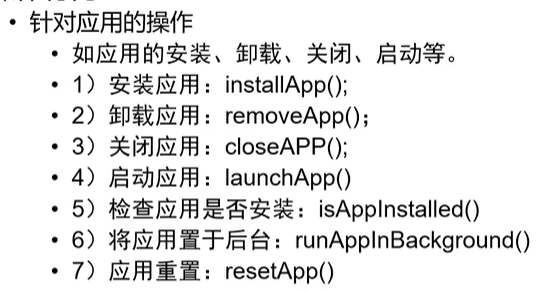 • 针对应用的操作
• 如应用的安装、卸载、关闭、启动等。
• 1）安装应用：installApp();
• 2）卸载应用：removeApp()；
• 3）关闭应用：closeAPP();
• 4）启动应用：launchApp()
• 5）检查应用是否安装：isAppInstalled()
• 6）将应用置于后台：runAppInBackground()
• 7）应用重置：resetApp()